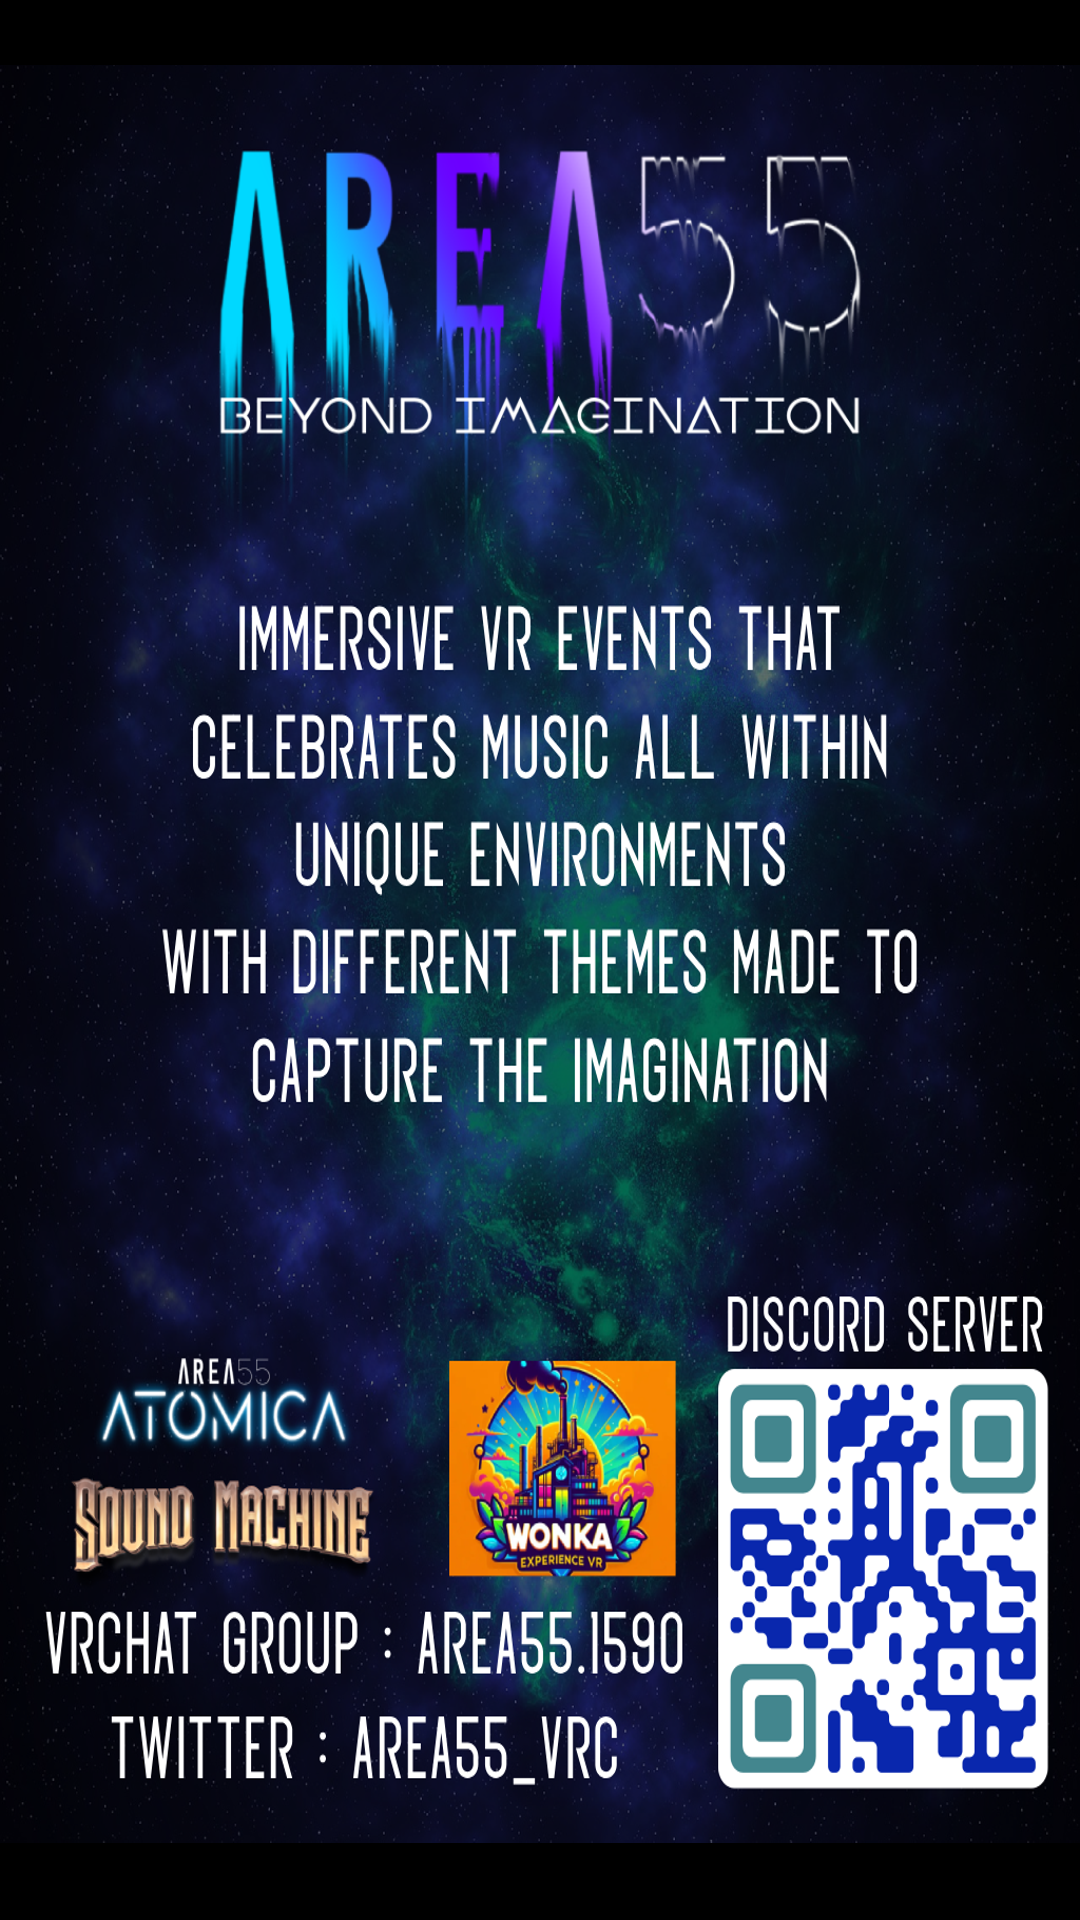 AREA55
BEYOND IMAGINATION
IMMERSIVE VR EVENTS THAT
CELEBRATES MUSIC ALL WITHIN
UNIQUE ENVIRONMENTS
WITH DIFFERENT THEMES MADE TO
CAPTURE THE IMAGINATION
DISCORD SERVER
AREA55
ATOMICA
SOUND MACHINE
WONKA
EXPERIENCE VR
VRCHAT GROUP : AREA55.1590
TWITTER : AREA55_VRC